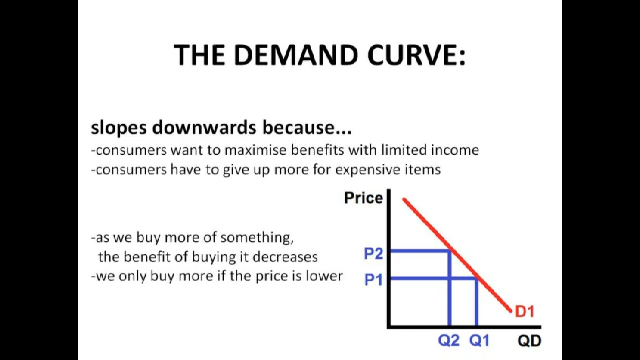 THE DEMAND CURVE:
slopes downwards because...
-consumers want to maximise benefits with limited income
-consumers have to give up more for expensive items
-as we buy more of something,
the benefit of buying it decreases
-we only buy more if the price is lower
Price
P2
P1
D1
Q2 Q1 QD